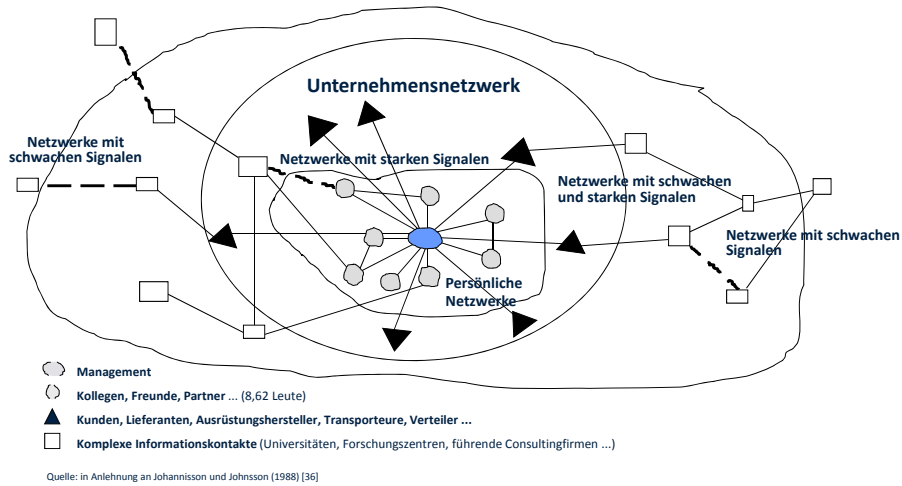 Unternehmensnetzwerk
Netzwerke mit
schwachen Signalen
Netzwerke mit starken Signalen
Netzwerke mit schwachen
und starken Signalen
Netzwerke mit schwachen
Signalen
Persönliche
Netzwerke
Management
Kollegen, Freunde, Partner ... (8,62 Leute)
Kunden, Lieferanten, Ausrüstungshersteller, Transporteure, Verteiler ...
Komplexe Informationskontakte (Universitäten, Forschungszentren, führende Consultingfirmen ...)
Quelle: in Anlehnung an Johannisson und Johnsson (1988) [36]